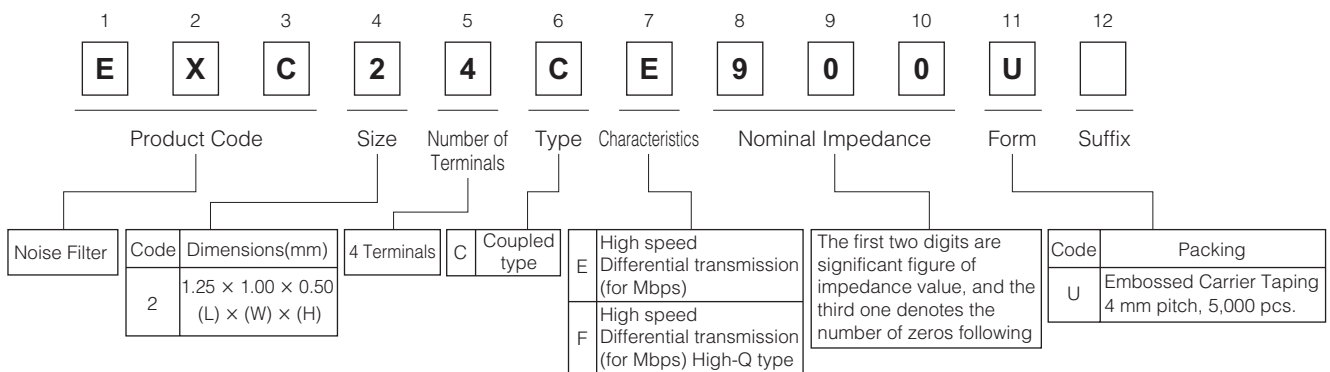 1 2 3 4 5 6 7 8 9 10 11 12
E X C 2 4 C E 9 0 0 U
Product Code Size Number of Terminals Type Characteristics Nominal Impedance Form Suffix
Noise Filter
Code Dimensions(mm)
2 1.25 × 1.00 × 0.50
(L) × (W) × (H)
4 Terminals
C Coupled
type
E High speed
Differential transmission
(for Mbps)
F High speed
Differential transmission
(for Mbps) High-Q type
The first two digits are
significant figure of
impedance value, and the
third one denotes the
number of zeros following
Code Packing
U Embossed Carrier Taping
4 mm pitch, 5,000 pcs.